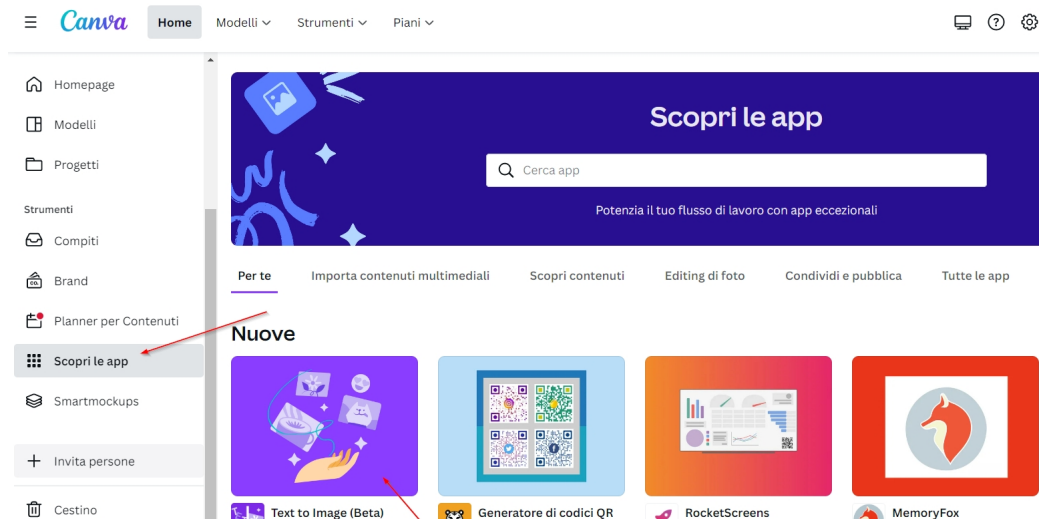 Canva
Home
Modelli
Strumenti
Piani
Homepage
Modelli
Progetti
Strumenti
Compiti
CO.
Brand
Planner per Contenuti
Scopri le app
Smartmockups
Invita persone
Cestino
Scopri le app
Cerca app
Potenzia il tuo flusso di lavoro con app eccezionali
Per te
Importa contenuti multimediali
Scopri contenuti
Editing di foto
Condividi e pubblica
Tutte le app
Nuove
Text to Image (Beta)
Generatore di codici QR
RocketScreens
MemoryFox